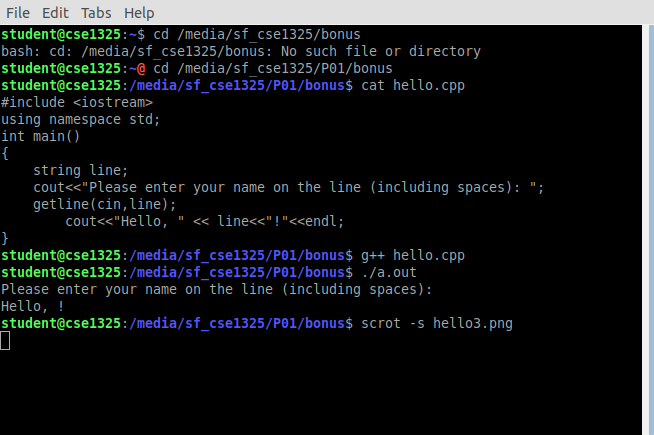 File Edit Tabs Help
student@cse1325:~$ cd /media/sf_cse1325/bonus
bash: cd: /media/sf_cse1325/bonus: No such file or directory
student@cse1325:~@ cd /media/sf_cse1325/P01/bonus
student@cse1325:/media/sf_cse1325/P01/bonus$ cat hello.cpp
#include <iostream>
using namespace std;
int main()
{
    string line;
    cout<<"Please enter your name on the line (including spaces): ";
    getline(cin,line);
        cout<<"Hello, " << line<<"!"<<endl;
}
student@cse1325:/media/sf_cse1325/P01/bonus$ g++ hello.cpp
student@cse1325:/media/sf_cse1325/P01/bonus$ ./a.out
Please enter your name on the line (including spaces):
Hello, !
student@cse1325:/media/sf_cse1325/P01/bonus$ scrot -s hello3.png